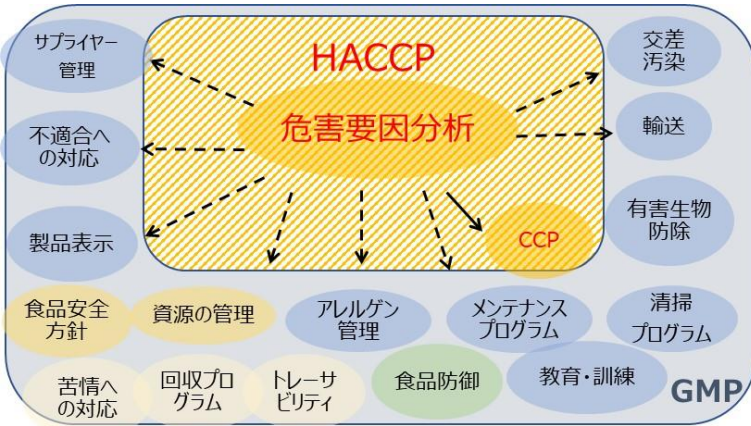 HACCP
危害要因分析
CCP
サプライヤー
管理
不適合へ
の対応
製品表示
交差
汚染
輸送
有害生物
防除
食品安全
方針
資源の管理
アレルゲン
管理
メンテナンス
プログラム
清掃
プログラム
苦情へ
の対応
回収プロ
グラム
トレーサ
ビリティ
食品防御
教育・訓練
GMP